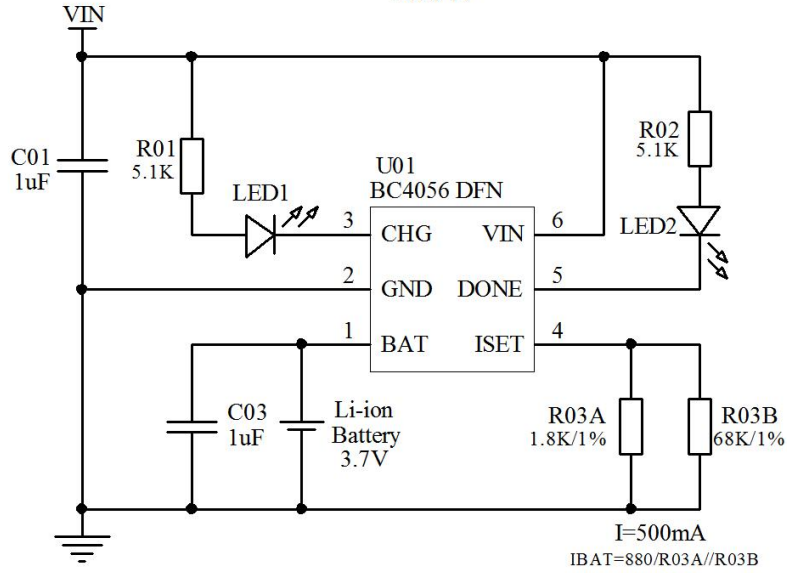 VIN
C01
1uF
R01
5.1K
LED1
U01
BC4056 DFN
R02
5.1K
LED2
3
CHG
VIN
6
2
GND
DONE
5
1
BAT
ISET
4
C03
1uF
Li-ion
Battery
3.7V
R03A
1.8K/1%
R03B
68K/1%
I=500mA
IBAT=880/R03A//R03B